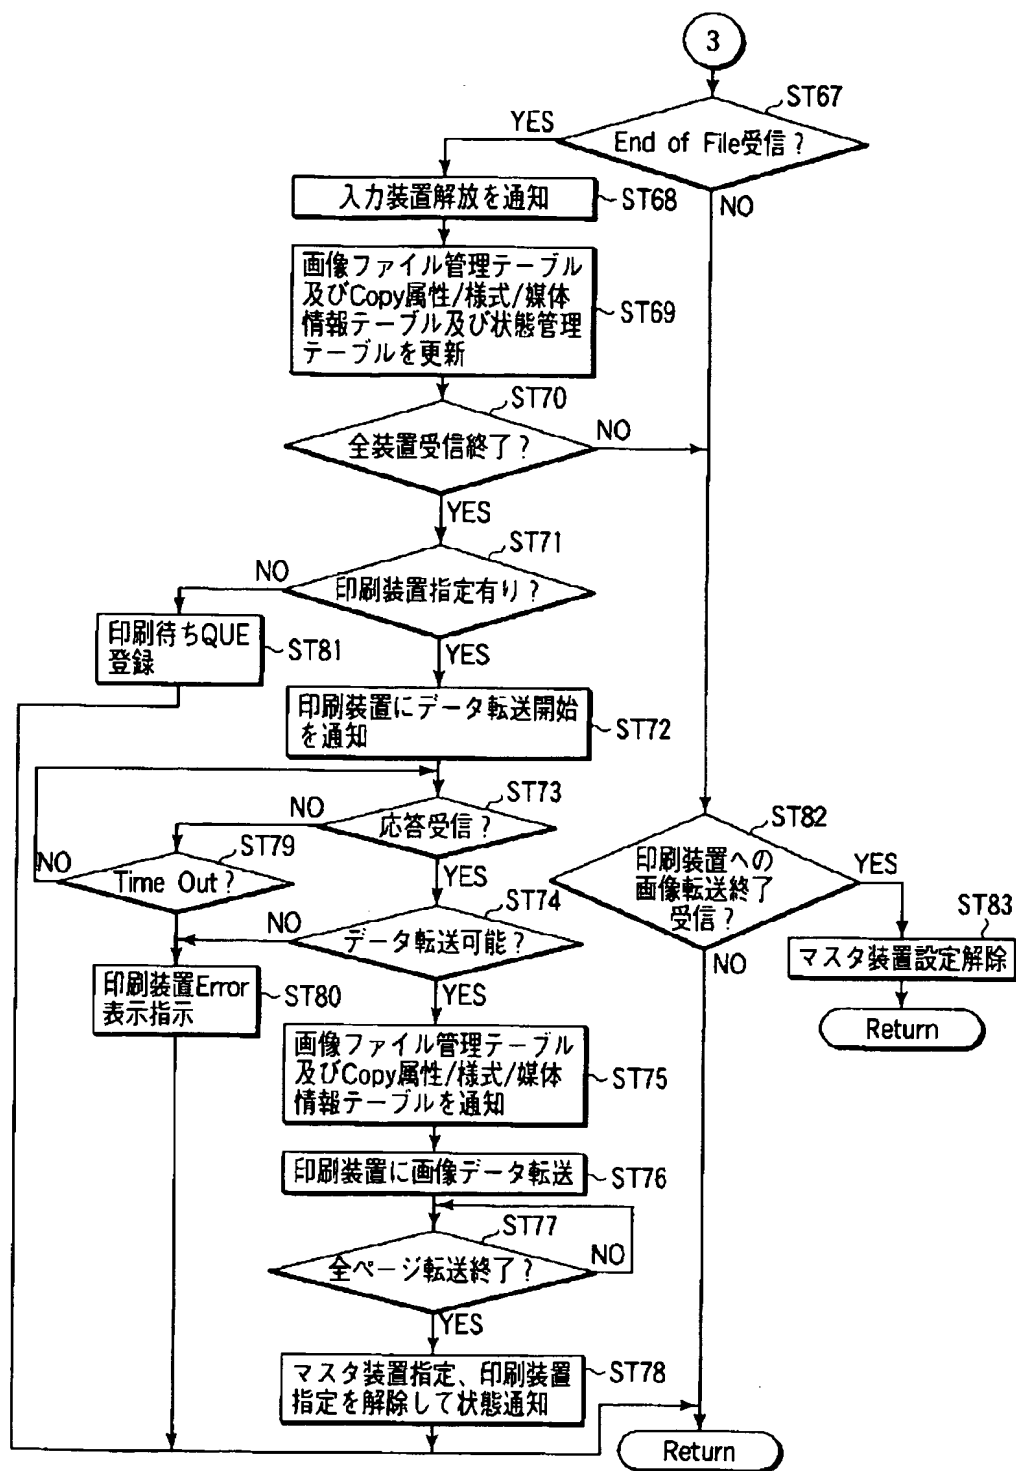 3
ST67
YES
End of File受信?
NO
入力装置解放を通知
ST68
画像ファイル管理テーブル
及びCopy属性/様式/媒体
情報テーブル及び状態管理
テーブルを更新
ST69
ST70
全装置受信終了?
NO
YES
ST71
NO
印刷装置指定有り?
印刷待ちQUE
登録
ST81
YES
印刷装置にデータ転送開始
を通知
ST72
ST73
NO
応答受信?
ST79
NO
Time Out?
YES
ST82
印刷装置への
画像転送終了
受信?
YES
ST83
NO
マスタ装置設定解除
Return
ST74
NO
データ転送可能?
YES
印刷装置Error
表示指示
ST80
画像ファイル管理テーブル
及びCopy属性/様式/媒体
情報テーブルを通知
ST75
印刷装置に画像データ転送
ST76
ST77
全ページ転送終了?
NO
YES
マスタ装置指定、印刷装置
指定を解除して状態通知
ST78
Return